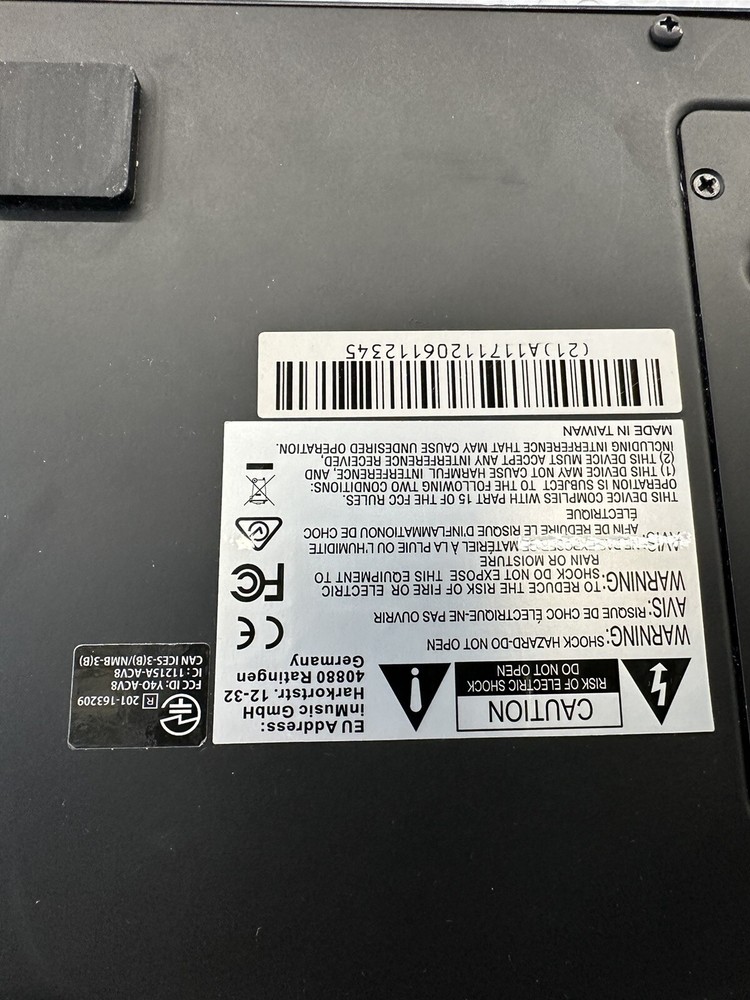 CAUTION
RISK OF ELECTRIC SHOCK
DO NOT OPEN
EU Address:
inMusic GmbH
Harkortstr. 12-32
40880 Ratingen
Germany
WARNING: SHOCK HAZARD-DO NOT OPEN
AVIS: RISQUE DE CHOC ÉLECTRIQUE-NE PAS OUVRIR
WARNING: TO REDUCE THE RISK OF FIRE OR ELECTRIC
SHOCK DO NOT EXPOSE THIS EQUIPMENT TO
RAIN OR MOISTURE
AVIS: MATÉRIEL À LA PLUIE OU L'HUMIDITE
AFIN DE REDUIRE LE RISQUE D'INFLAMMATIONOU DE CHOC
ÉLECTRIQUE
THIS DEVICE COMPLIES WITH PART 15 OF THE FCC RULES.
OPERATION IS SUBJECT TO THE FOLLOWING TWO CONDITIONS:
(1) THIS DEVICE MAY NOT CAUSE HARMFUL INTERFERENCE, AND,
(2) THIS DEVICE MUST ACCEPT ANY INTERFERENCE RECEIVED,
INCLUDING INTERFERENCE THAT MAY CAUSE UNDESIRED OPERATION.
MADE IN TAIWAN
CE
FC
(21)A11711206112345
R 201-163209
FCC ID: Y4O-ACV8
IC: 11215A-ACV8
CAN ICES-3(B)/NMB-3(B)